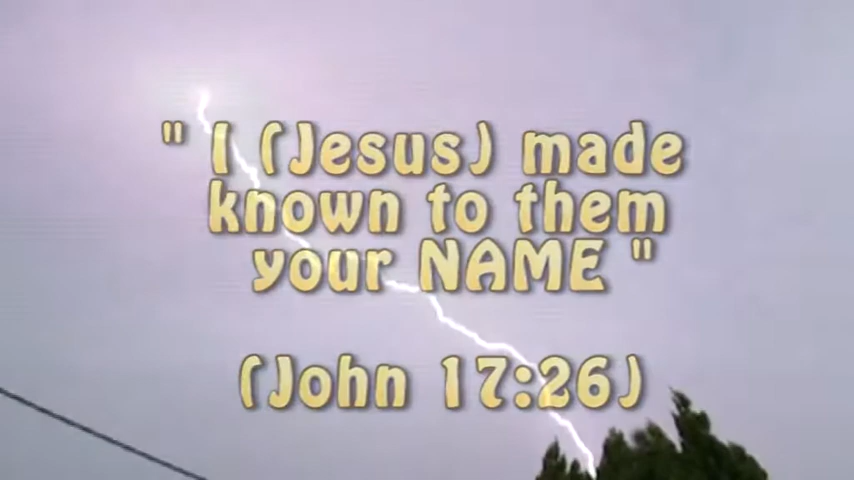 " I (Jesus) made
known to them
your NAME "
(John 17:26)